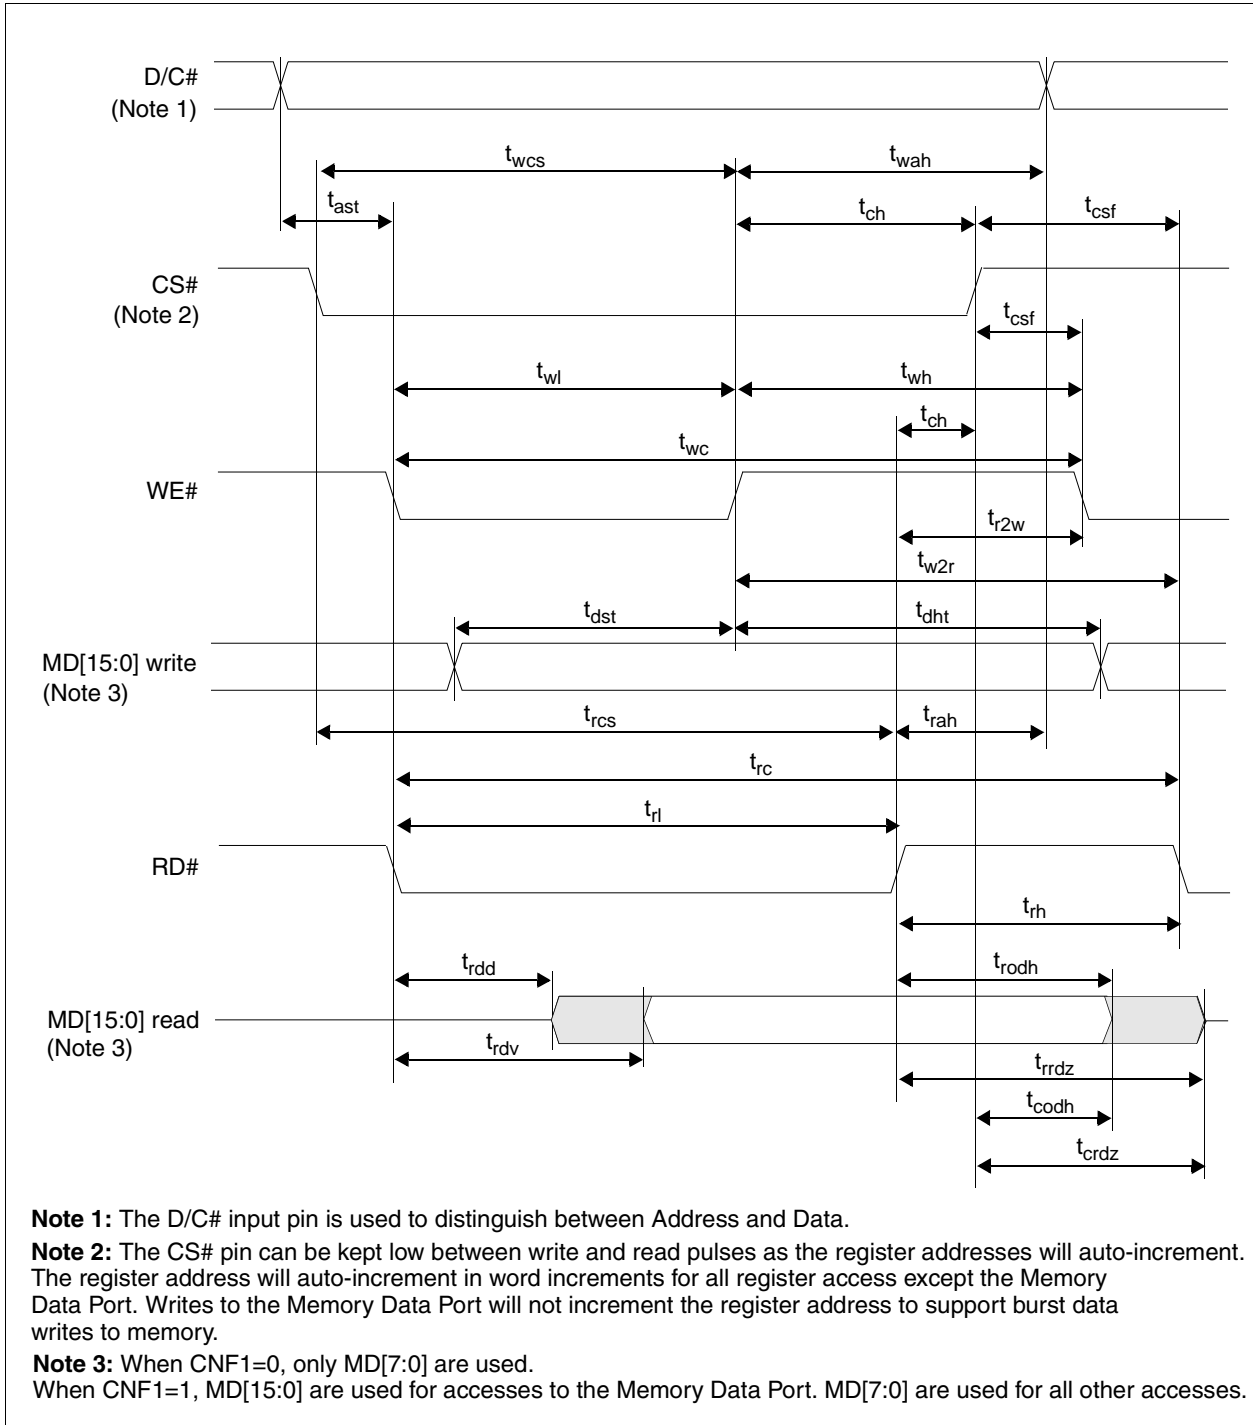 D/C#
(Note 1)
twcs
twah
tast
tch
tcsf
CS#
(Note 2)
tcsf
twl
twh
tch
twc
WE#
tr2w
tw2r
tdst
tdht
MD[15:0] write
(Note 3)
trcs
trah
trc
trl
RD#
trh
trdd
trodh
MD[15:0] read
(Note 3)
trdv
trrdz
tcodh
tcrdz
Note 1: The D/C# input pin is used to distinguish between Address and Data.
Note 2: The CS# pin can be kept low between write and read pulses as the register addresses will auto-increment.
The register address will auto-increment in word increments for all register access except the Memory
Data Port. Writes to the Memory Data Port will not increment the register address to support burst data
writes to memory.
Note 3: When CNF1=0, only MD[7:0] are used.
When CNF1=1, MD[15:0] are used for accesses to the Memory Data Port. MD[7:0] are used for all other accesses.